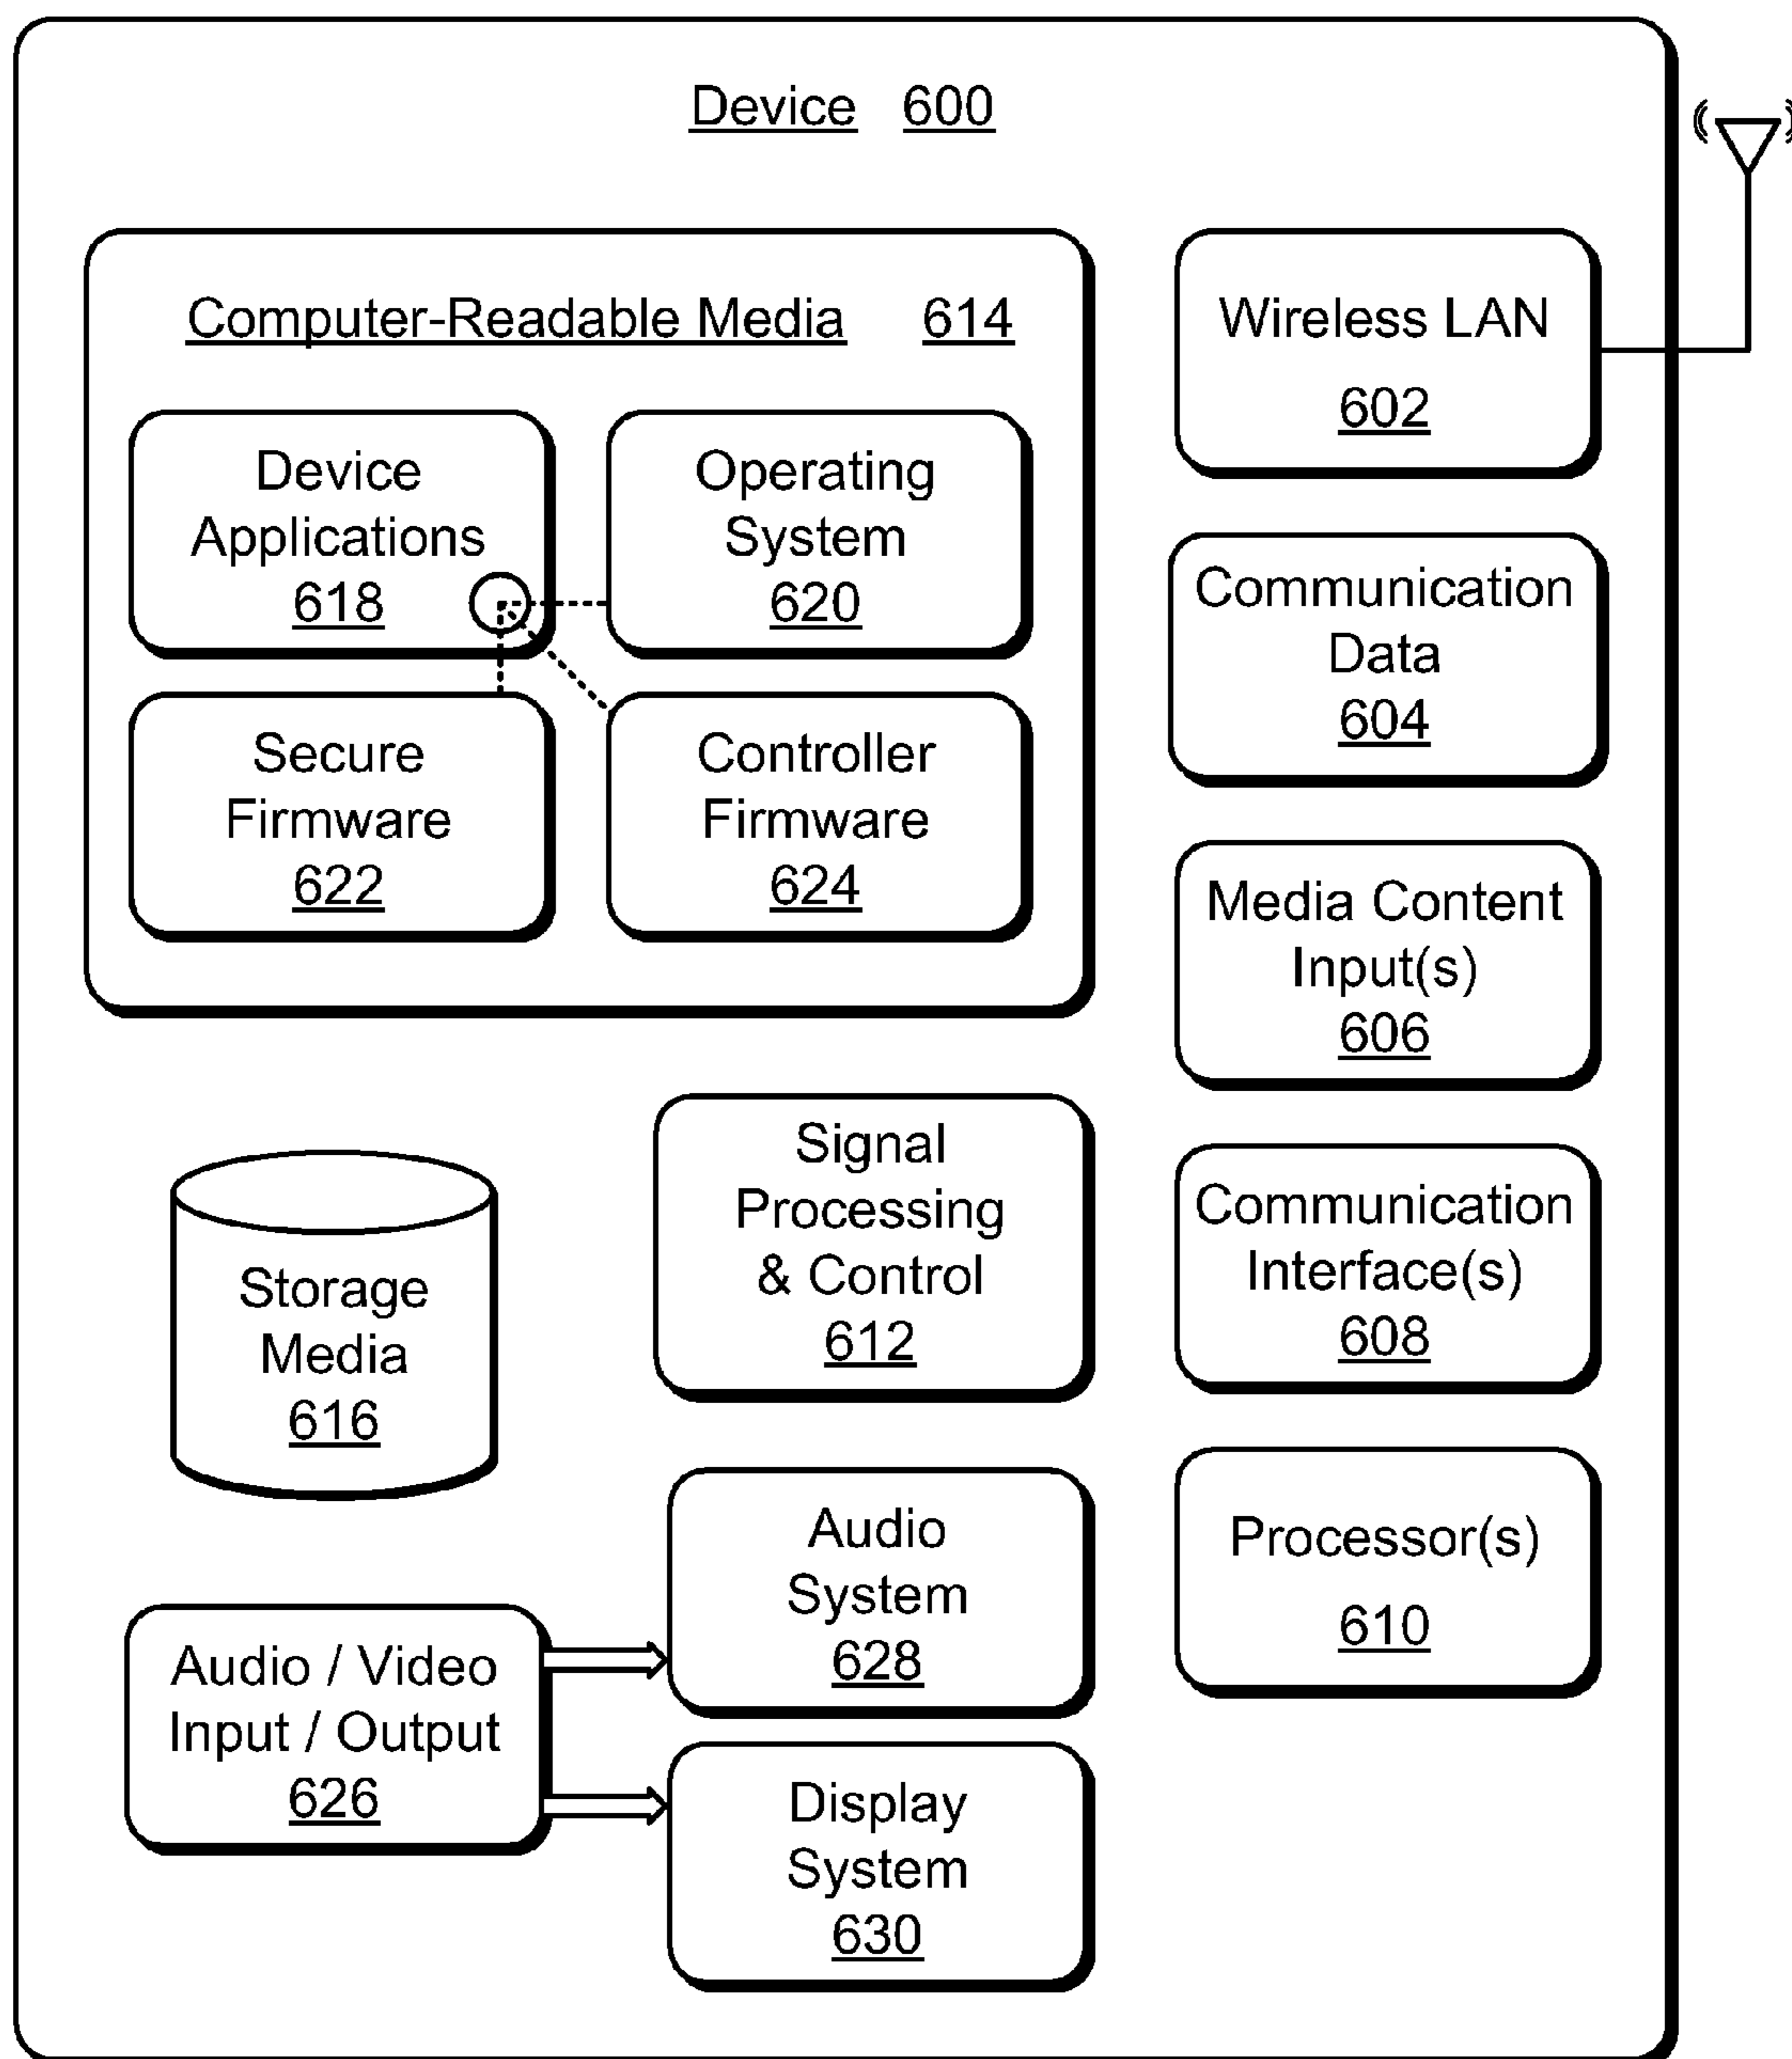 Device 600
Computer-Readable Media 614
Device
Applications
618
Operating
System
620
Secure
Firmware
622
Controller
Firmware
624
Wireless LAN
602
Communication
Data
604
Media Content
Input(s)
606
Signal
Processing
& Control
612
Communication
Interface(s)
608
Storage
Media
616
Audio
System
628
Processor(s)
610
Audio / Video
Input / Output
626
Display
System
630